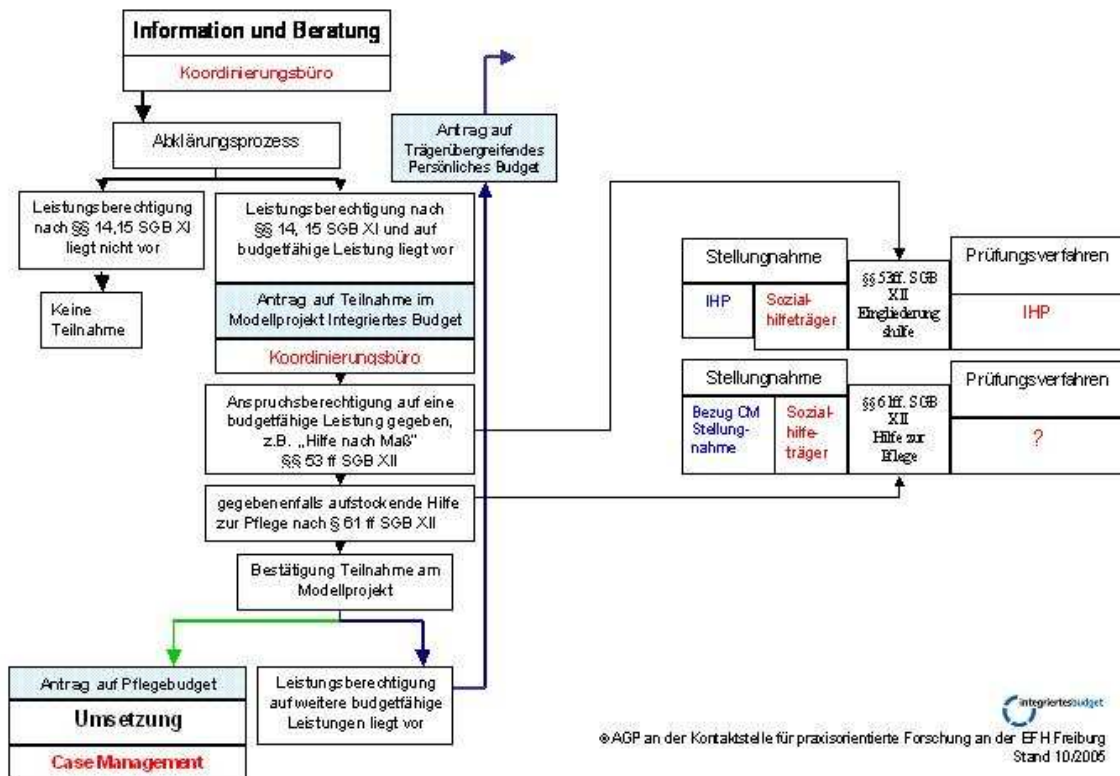 Information und Beratung
Koordinierungsbüro
Abklärungsprozess
Leistungsberechtigung
nach §§ 14,15 SGB XI
liegt nicht vor
Keine
Teilnahme
Leistungsberechtigung nach
§§ 14, 15 SGB XI und auf
budgetfähige Leistung liegt vor
Antrag auf Teilnahme im
Modellprojekt Integriertes Budget
Koordinierungsbüro
Anspruchsberechtigung auf eine
budgetfähige Leistung gegeben,
z.B. „Hilfe nach Maß“
§§ 53 ff SGB XII
gegebenenfalls aufstockende Hilfe
zur Pflege nach § 61 ff SGB XII
Bestätigung Teilnahme am
Modellprojekt
Antrag auf Pflegebudget
Umsetzung
Case Management
Leistungsberechtigung
auf weitere budgetfähige
Leistungen liegt vor
Antrag auf
Trägerübergreifendes
Persönliches Budget
Stellungnahme
IHP
Sozial-
hilfeträger
§§ 53ff. SGB
XII
Eingliederung
shilfe
Prüfungsverfahren
IHP
Stellungnahme
Bezug CM
Stellung-
nahme
Sozial-
hilfe-
träger
§§ 61ff. SGB
XII
Hilfe zur
Pflege
Prüfungsverfahren
?
integriertesbudget
©AGP an der Kontaktstelle für praxisorientierte Forschung an der EFH Freiburg
Stand 10/2005